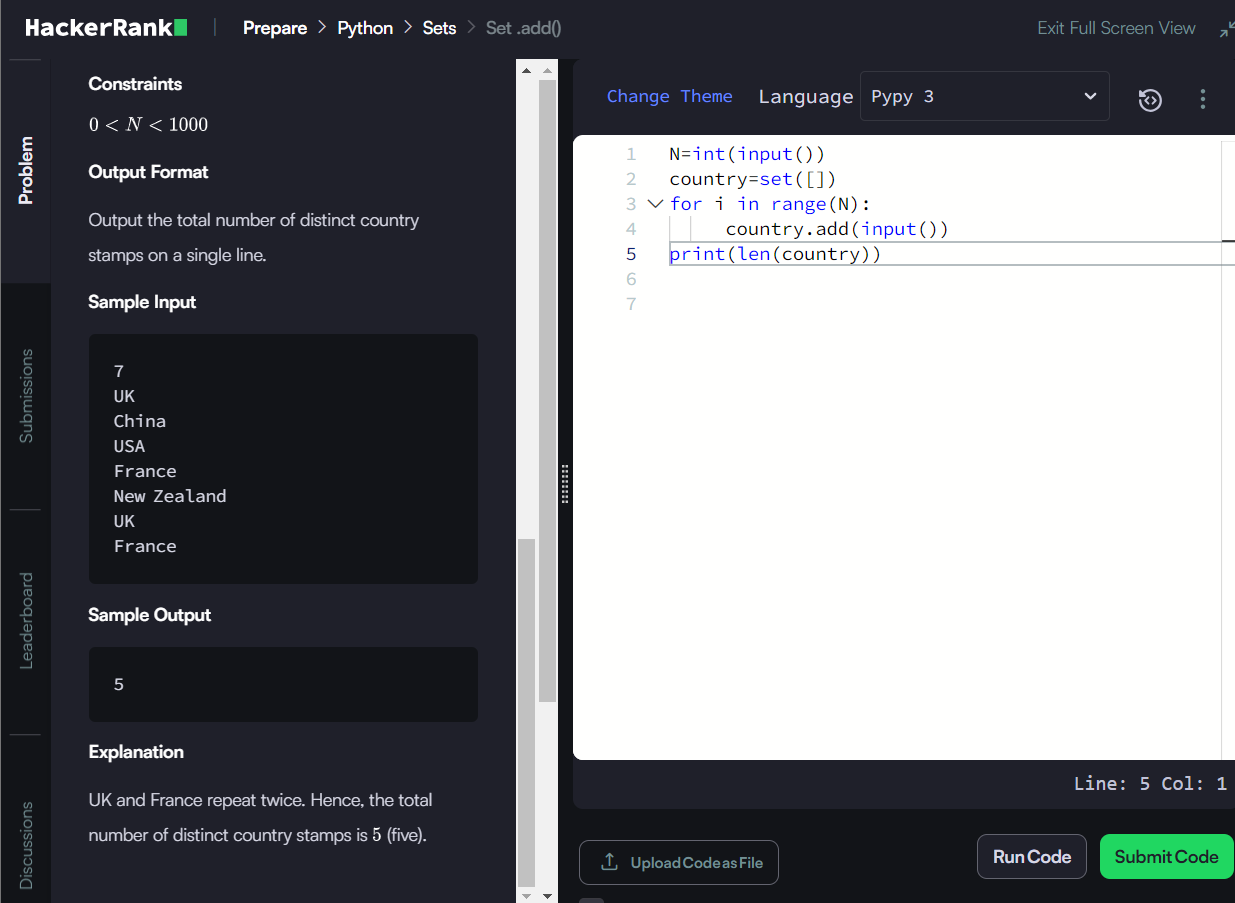 HackerRank
Prepare > Python > Sets > Set .add()
Exit Full Screen View
Problem
Submissions
Leaderboard
Discussions
Constraints
0 < N < 1000
Output Format
Output the total number of distinct country
stamps on a single line.
Sample Input
7
UK
China
USA
France
New Zealand
UK
France
Sample Output
5
Explanation
UK and France repeat twice. Hence, the total
number of distinct country stamps is 5 (five).
Change Theme Language Pypy 3
1 N=int(input())
2 country=set([])
3 for i in range(N):
4 country.add(input())
5 print(len(country))
6
7
Line: 5 Col: 1
Upload Code as File
Run Code
Submit Code